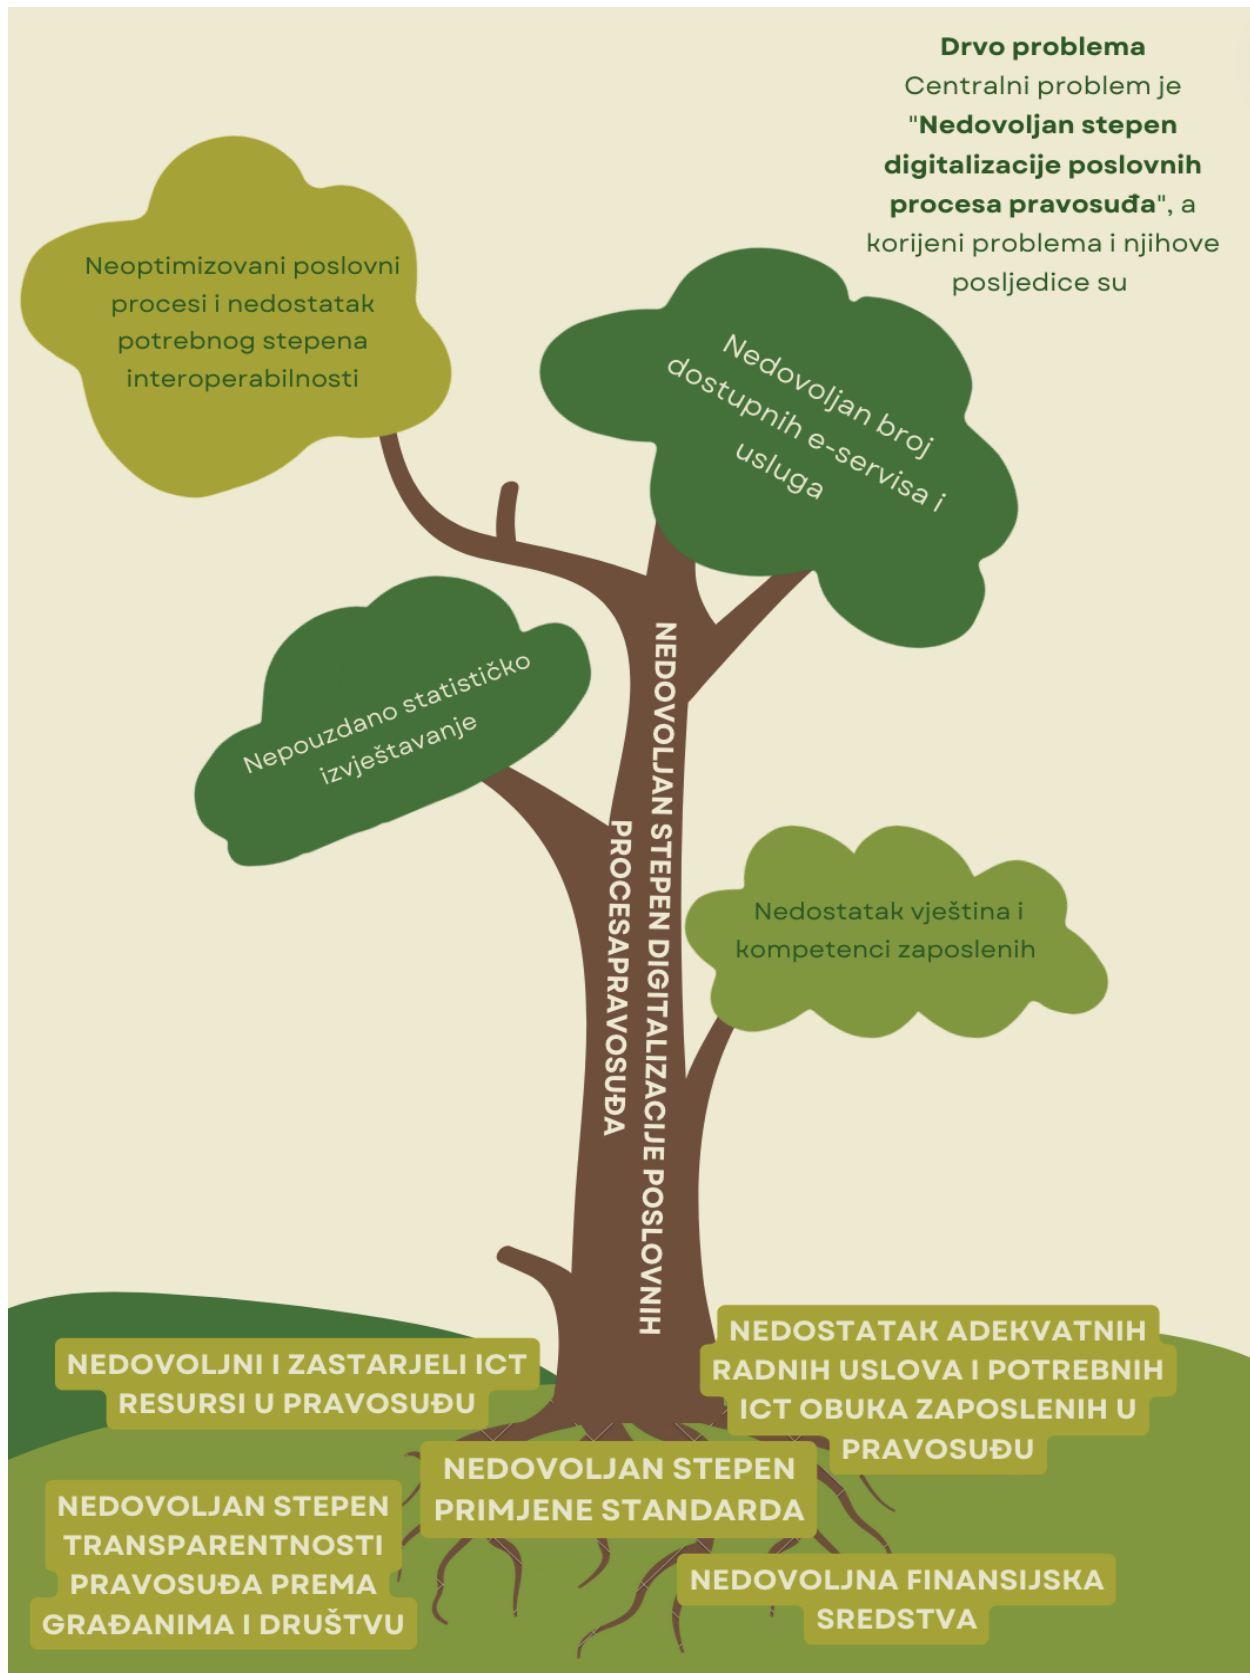 Drvo problema
Centralni problem je
"Nedovoljan stepen
digitalizacije poslovnih
procesa pravosuđa", a
korijeni problema i njihove
posljedice su
Neoptimizovani poslovni
procesi i nedostatak
potrebnog stepena
interoperabilnosti
Nedovoljan broj
dostupnih e-servisa i
usluga
Nepouzdano statističko
izvještavanje
Nedostatak vještina i
kompetenci zaposlenih
NEDOVOLJAN STEPEN DIGITALIZACIJE POSLOVNIH
PROCESAPRAVOSUĐA
NEDOVOLJNI I ZASTARJELI ICT
RESURSI U PRAVOSUĐU
NEDOSTATAK ADEKVATNIH
RADNIH USLOVA I POTREBNIH
ICT OBUKA ZAPOSLENIH U
PRAVOSUĐU
NEDOVOLJAN STEPEN
PRIMJENE STANDARDA
NEDOVOLJAN STEPEN
TRANSPARENTNOSTI
PRAVOSUĐA PREMA
GRAĐANIMA I DRUŠTVU
NEDOVOLJNA FINANSIJSKA
SREDSTVA